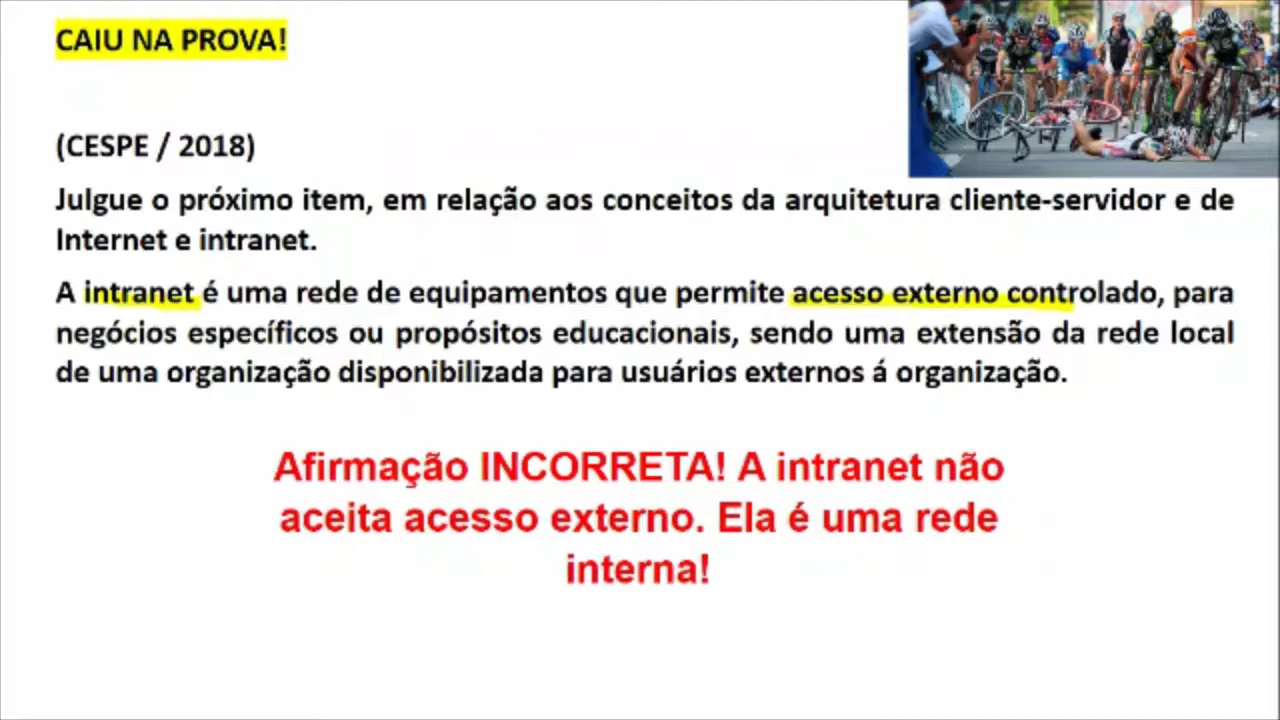 CAIU NA PROVA!
(CESPE / 2018)
Julgue o próximo item, em relação aos conceitos da arquitetura cliente-servidor e de
Internet e intranet.
A intranet é uma rede de equipamentos que permite acesso externo controlado, para
negócios específicos ou propósitos educacionais, sendo uma extensão da rede local
de uma organização disponibilizada para usuários externos á organização.
Afirmação INCORRETA! A intranet não
aceita acesso externo. Ela é uma rede
interna!